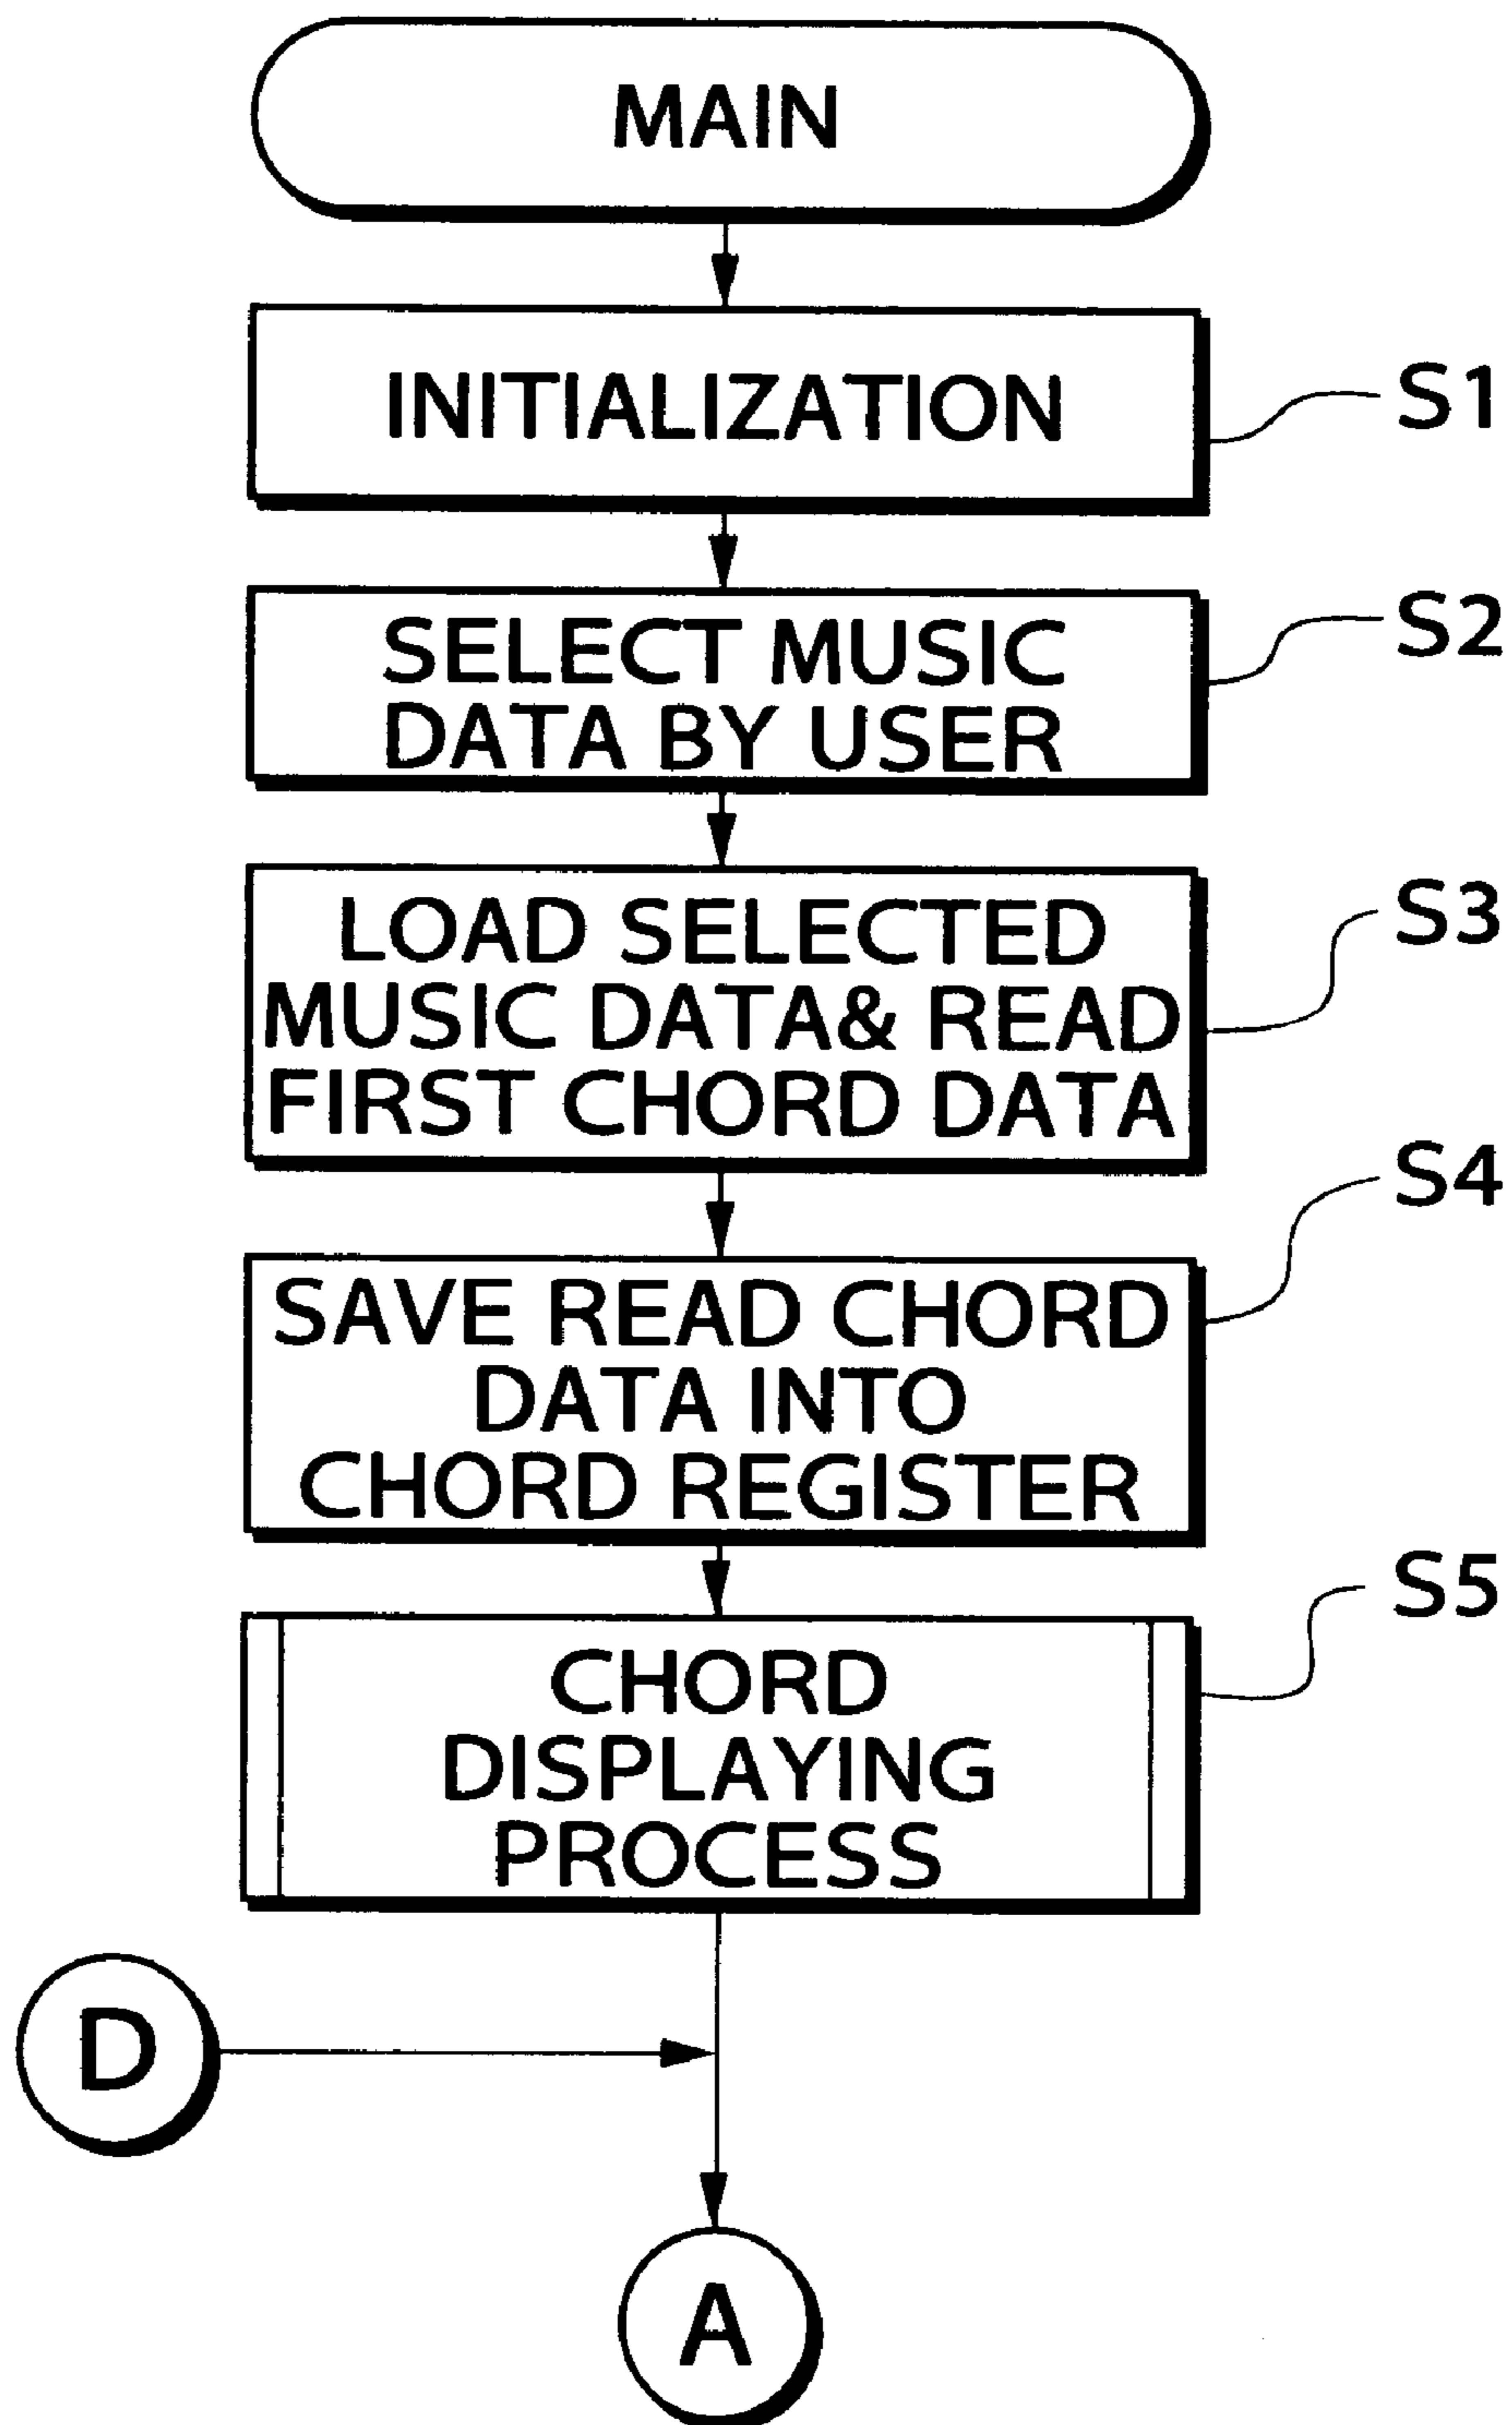 MAIN
INITIALIZATION
S1
SELECT MUSIC
DATA BY USER
S2
LOAD SELECTED
MUSIC DATA& READ
FIRST CHORD DATA
S3
SAVE READ CHORD
DATA INTO
CHORD REGISTER
S4
CHORD
DISPLAYING
PROCESS
S5
D
A